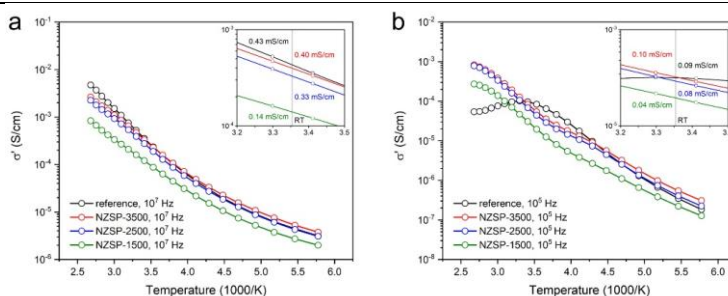 a
10⁻¹
10⁻²
10⁻³
10⁻⁴
10⁻⁵
10⁻⁶
σ' (S/cm)
2.5 3.0 3.5 4.0 4.5 5.0 5.5 6.0
Temperature (1000/K)
reference, 10⁷ Hz
NZSP-3500, 10⁷ Hz
NZSP-2500, 10⁷ Hz
NZSP-1500, 10⁷ Hz
10⁻³
0.43 mS/cm
0.40 mS/cm
0.33 mS/cm
0.14 mS/cm
RT
10⁻⁴
3.2 3.3 3.4 3.5
b
10⁻¹
10⁻²
10⁻³
10⁻⁴
10⁻⁵
10⁻⁶
10⁻⁷
10⁻⁸
σ' (S/cm)
2.5 3.0 3.5 4.0 4.5 5.0 5.5 6.0
Temperature (1000/K)
reference, 10⁵ Hz
NZSP-3500, 10⁵ Hz
NZSP-2500, 10⁵ Hz
NZSP-1500, 10⁵ Hz
0.10 mS/cm
0.09 mS/cm
0.08 mS/cm
0.04 mS/cm
RT
3.2 3.3 3.4 3.5